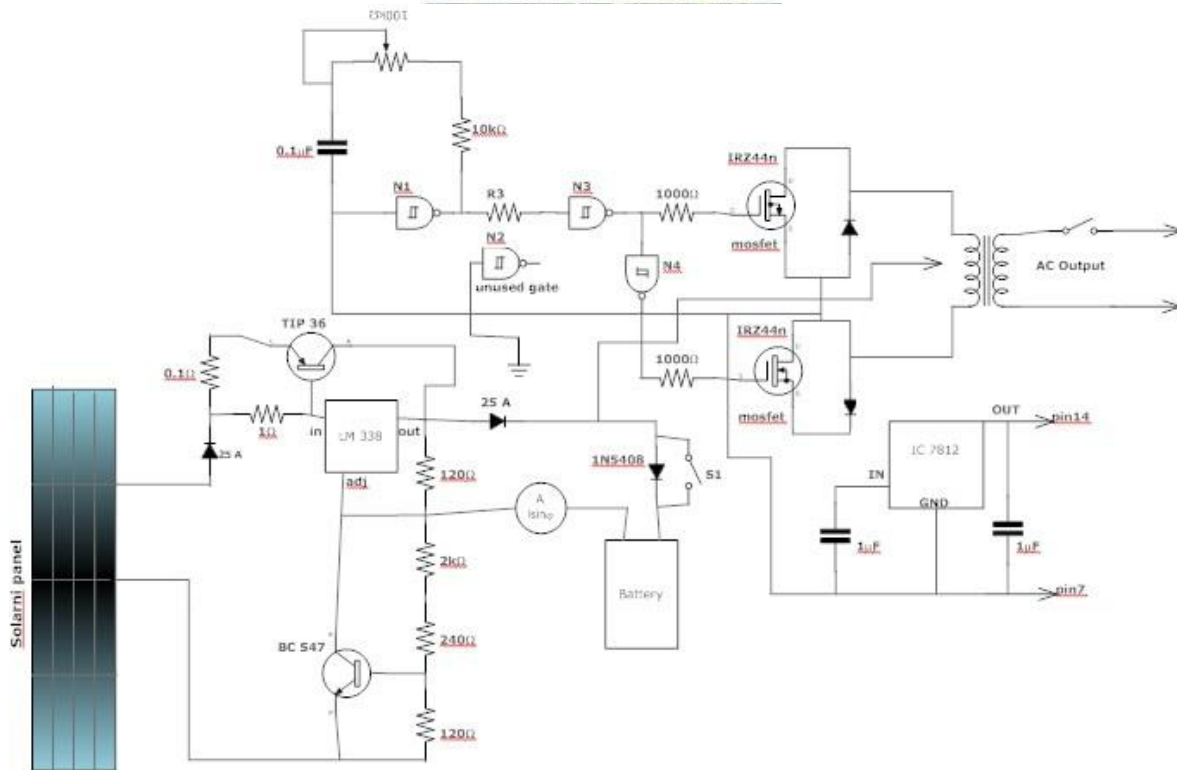 100kΩ
10kΩ
0.1µF
IRZ44n
N1
R3
N3
1000Ω
N2
mosfet
N4
AC Output
unused gate
TIP 36
IRZ44n
1000Ω
0.1Ω
25 A
mosfet
OUT
pin14
1Ω
in
LM 338
out
IC 7812
25 A
1N5408
S1
IN
adj
120Ω
A
GND
1µF
1µF
2kΩ
Battery
pin7
Solarni panel
BC 547
240Ω
120Ω